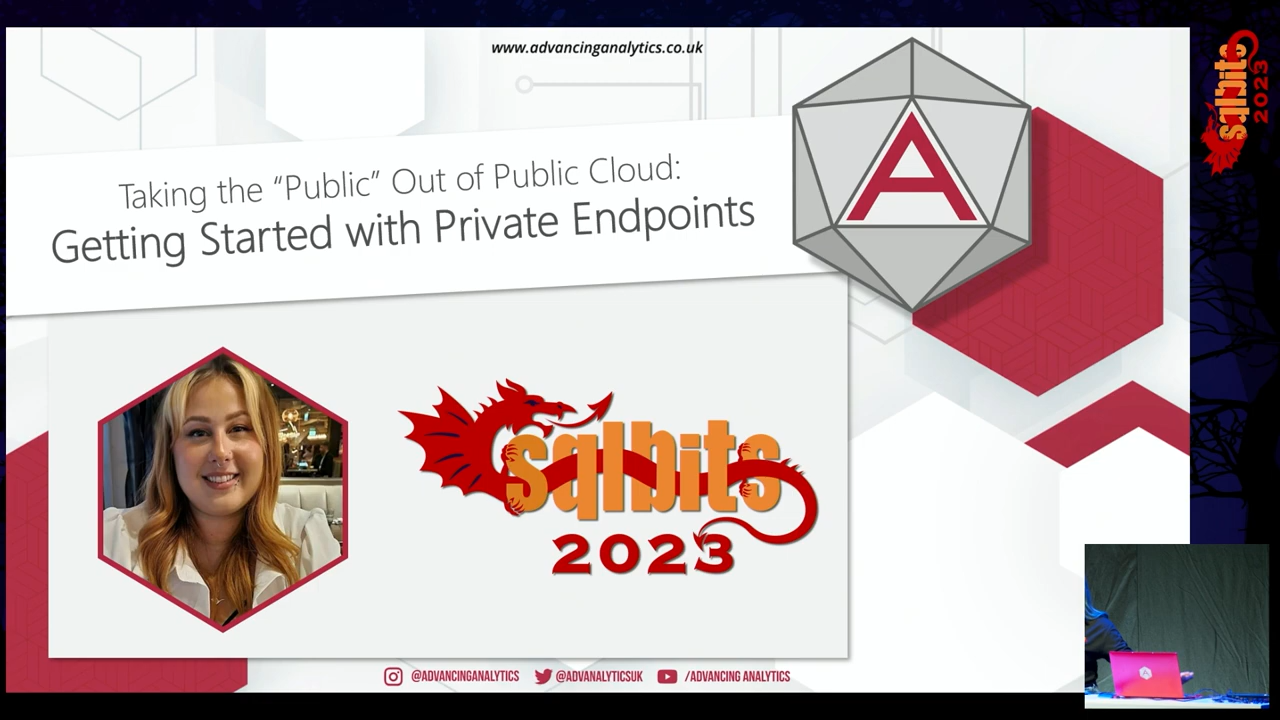 www.advancinganalytics.co.uk
Taking the “Public” Out of Public Cloud:
Getting Started with Private Endpoints
A
sqlbits
2023
@ADVANCINGANALYTICS
@ADVANALYTICSUK
/ADVANCING ANALYTICS
sqlbits
2023